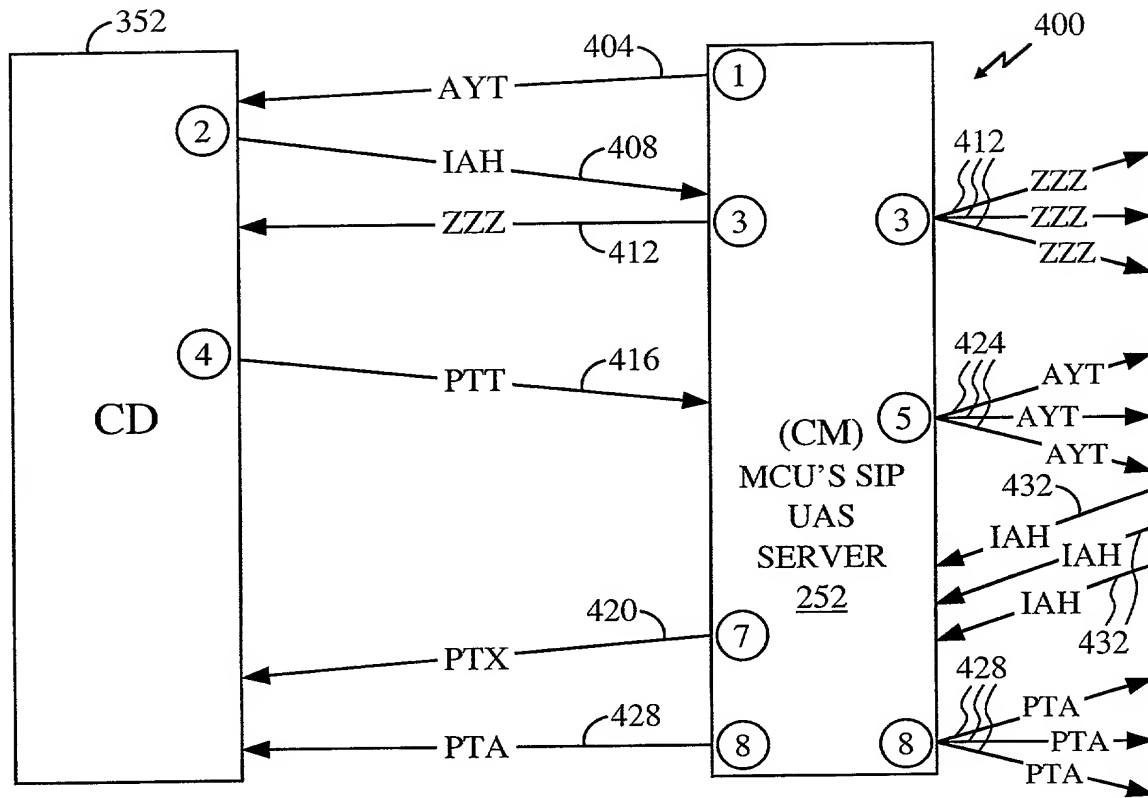 352
400
404
1
AYT
2
408
412
IAH
ZZZ
ZZZ
3
3
ZZZ
412
ZZZ
424
4
416
AYT
PTT
5
AYT
CD
(CM)
AYT
MCU'S SIP
432
UAS
IAH
SERVER
IAH
252
IAH
420
7
432
PTX
428
428
PTA
PTA
8
8
PTA
PTA